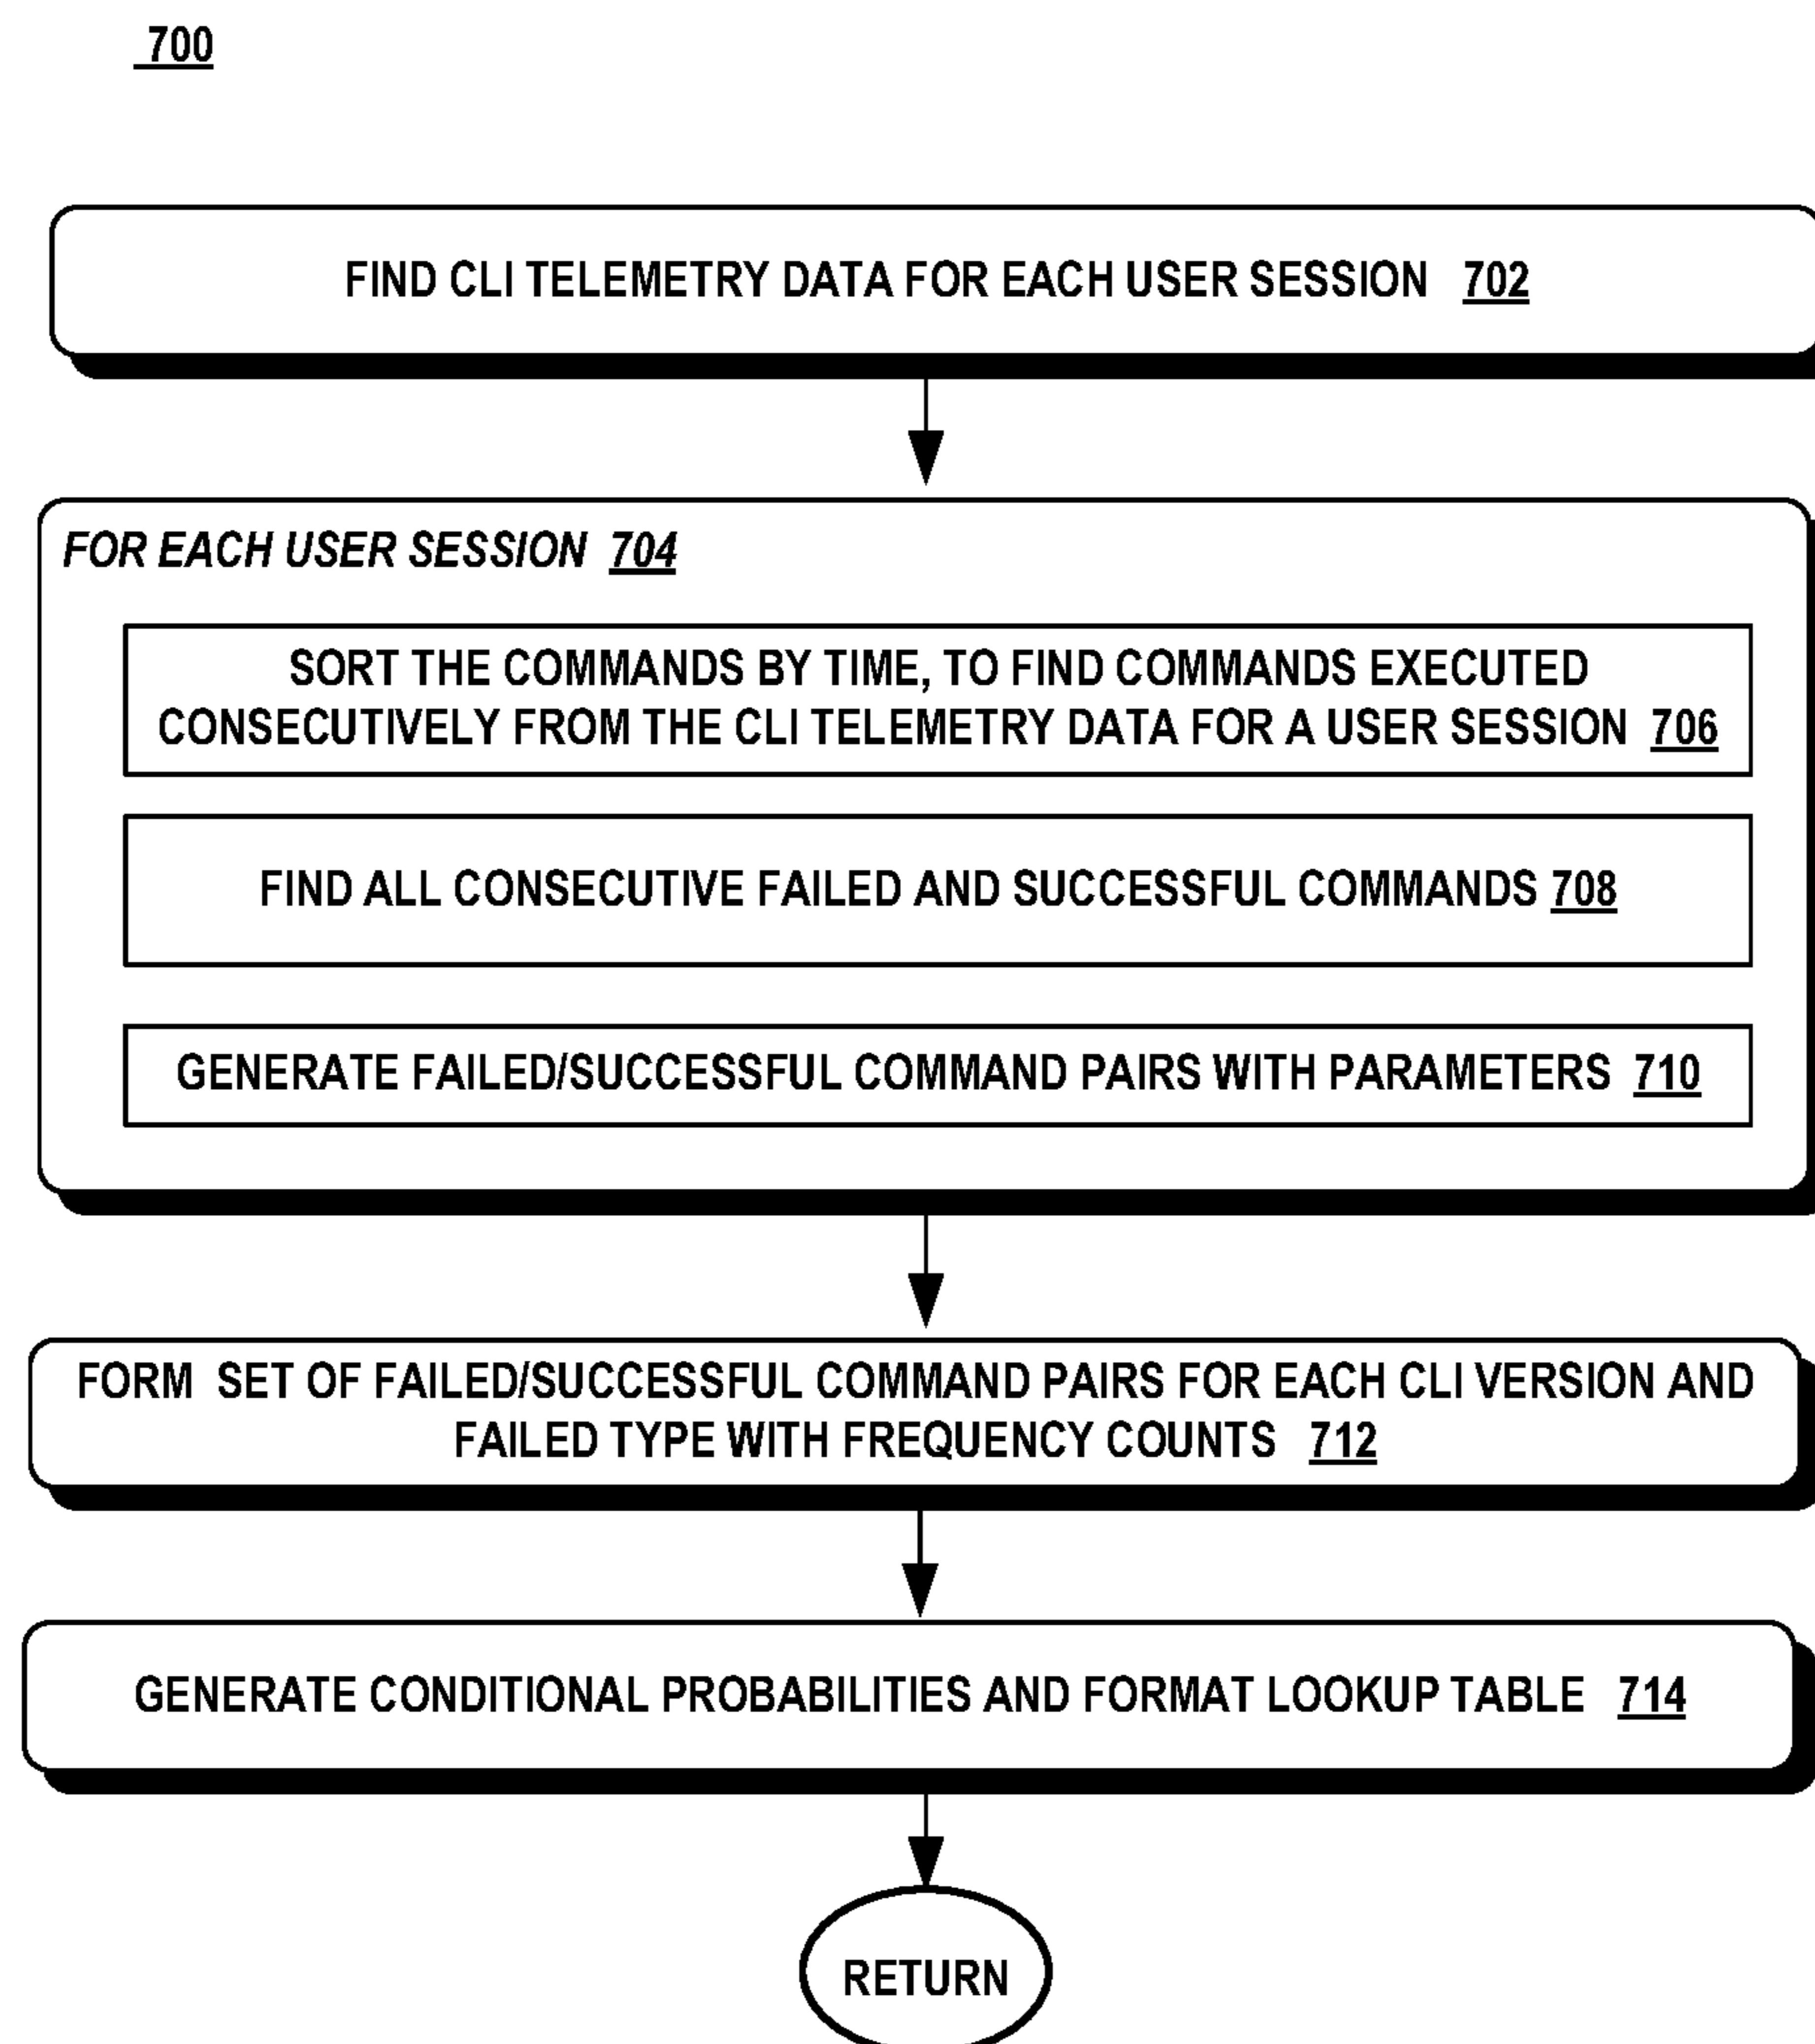 700
FIND CLI TELEMETRY DATA FOR EACH USER SESSION 702
FOR EACH USER SESSION 704
SORT THE COMMANDS BY TIME, TO FIND COMMANDS EXECUTED
CONSECUTIVELY FROM THE CLI TELEMETRY DATA FOR A USER SESSION 706
FIND ALL CONSECUTIVE FAILED AND SUCCESSFUL COMMANDS 708
GENERATE FAILED/SUCCESSFUL COMMAND PAIRS WITH PARAMETERS 710
FORM SET OF FAILED/SUCCESSFUL COMMAND PAIRS FOR EACH CLI VERSION AND
FAILED TYPE WITH FREQUENCY COUNTS 712
GENERATE CONDITIONAL PROBABILITIES AND FORMAT LOOKUP TABLE 714
RETURN